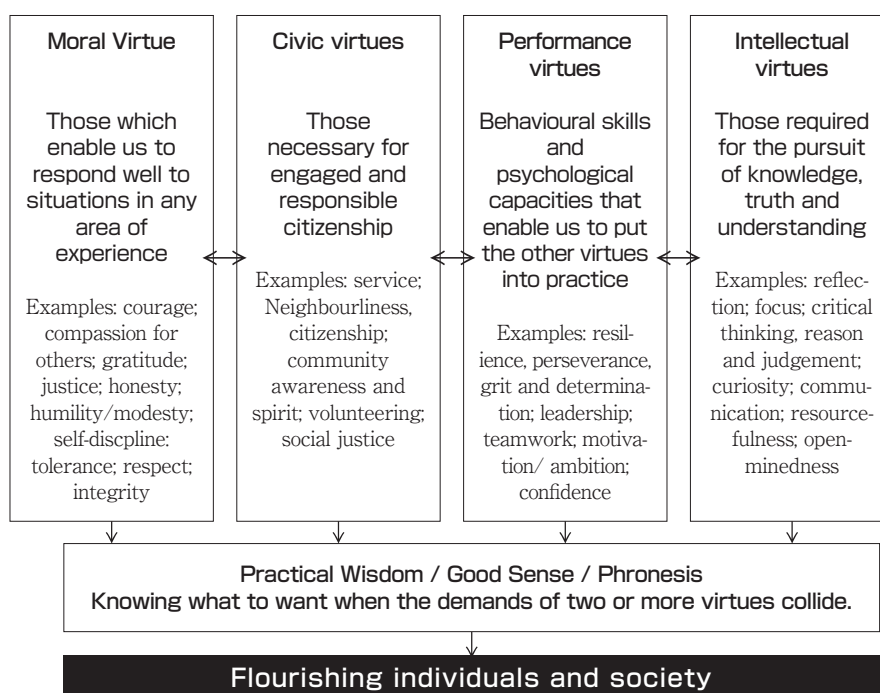 Moral Virtue
Those which
enable us to
respond well to
situations in any
area of
experience
Examples: courage;
compassion for
others; gratitude;
justice; honesty;
humility/modesty;
self-discpline:
tolerance; respect;
integrity
Civic virtues
Those
necessary for
engaged and
responsible
citizenship
Examples: service;
Neighbourliness,
citizenship;
community
awareness and
spirit; volunteering;
social justice
Performance
virtues
Behavioural skills
and
psychological
capacities that
enable us to put
the other virtues
into practice
Examples: resil-
ience, perseverance,
grit and determina-
tion; leadership;
teamwork; motiva-
tion/ ambition;
confidence
Intellectual
virtues
Those required
for the pursuit
of knowledge,
truth and
understanding
Examples: reflec-
tion; focus; critical
thinking, reason
and judgement;
curiosity; commu-
nication; resource-
fulness; open-
mindedness
Practical Wisdom / Good Sense / Phronesis
Knowing what to want when the demands of two or more virtues collide.
Flourishing individuals and society